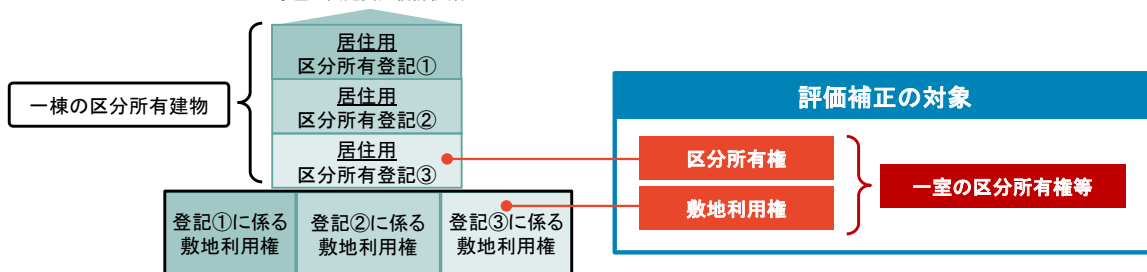 居住用
区分所有登記①
居住用
区分所有登記②
居住用
区分所有登記③
一棟の区分所有建物
登記①に係る
敷地利用権
登記②に係る
敷地利用権
登記③に係る
敷地利用権
評価補正の対象
区分所有権
敷地利用権
一室の区分所有権等